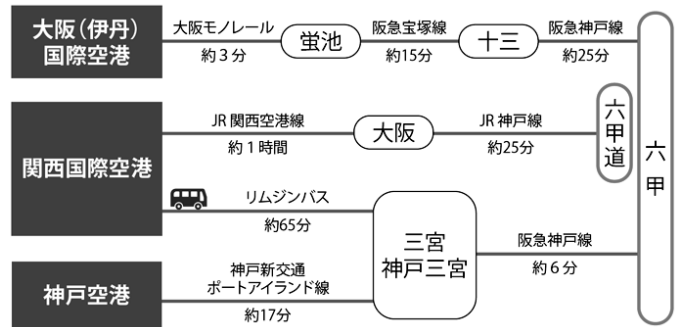 大阪（伊丹）
国際空港
大阪モノレール
約３分
蛍池
阪急宝塚線
約15分
十三
阪急神戸線
約25分
六甲
関西国際空港
JR関西空港線
約１時間
大阪
JR神戸線
約25分
六甲道
リムジンバス
約65分
三宮
神戸三宮
阪急神戸線
約６分
神戸空港
神戸新交通
ポートアイランド線
約17分